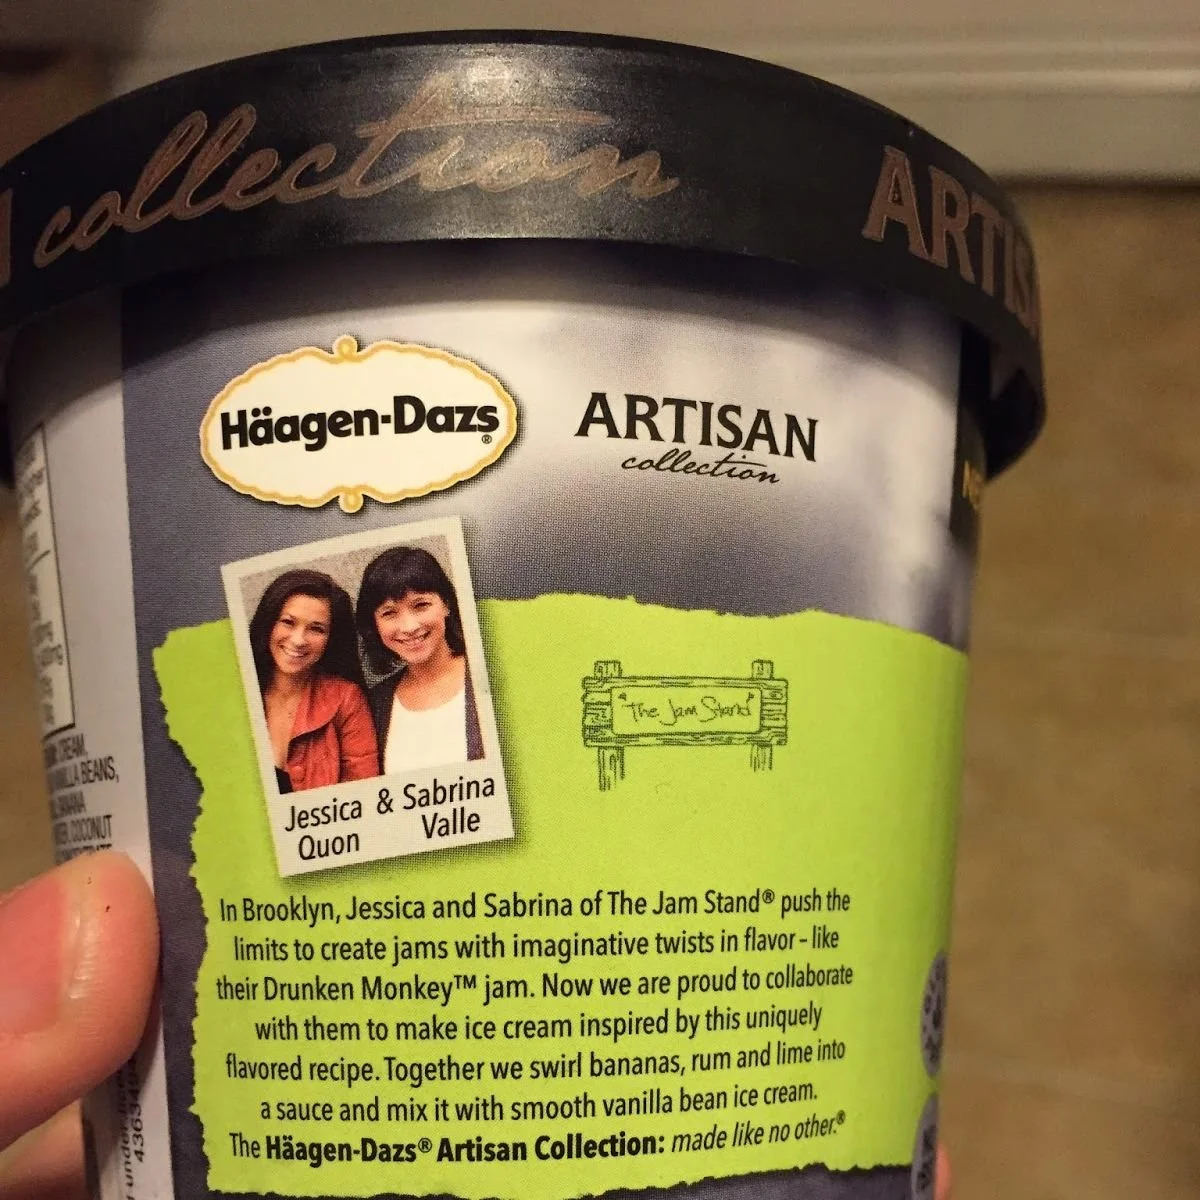 collection
ARTIS
Häagen-Dazs®
ARTISAN
collection
"The Jam Stand"
Jessica & Sabrina
Quon Valle
In Brooklyn, Jessica and Sabrina of The Jam Stand® push the
limits to create jams with imaginative twists in flavor – like
their Drunken Monkey™ jam. Now we are proud to collaborate
with them to make ice cream inspired by this uniquely
flavored recipe. Together we swirl bananas, rum and lime into
a sauce and mix it with smooth vanilla bean ice cream.
The Häagen-Dazs® Artisan Collection: made like no other.®
CREAM,
BEANS,
BANANA
COCONUT